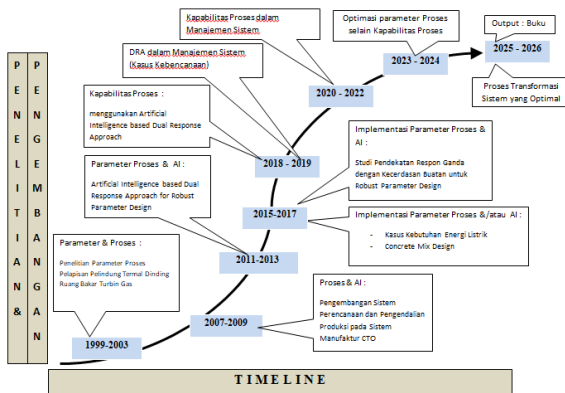 Kapabilitas Proses dalam
Manajemen Sistem
Optimasi parameter Proses
selain Kapabilitas Proses
Output : Buku
2025 - 2026
Proses Transformasi
Sistem yang Optimal
2023 - 2024
DRA dalam Manajemen Sistem
(Kasus Kebencanaan)
2020 - 2022
Kapabilitas Proses :
menggunakan Artificial
Intelligence based Dual Response
Approach
2018 - 2019
Implementasi Parameter Proses &
AI :
Studi Pendekatan Respon Ganda
dengan Kecerdasan Buatan untuk
Robust Parameter Design
Parameter Proses & AI :
Artificial Intelligence based Dual
Response Approach for Robust
Parameter Design
2015-2017
Implementasi Parameter Proses &/atau AI :
- Kasus Kebutuhan Energi Listrik
- Concrete Mix Design
2011-2013
Parameter & Proses :
Penelitian Parameter Proses
Pelapisan Pelindung Termal Dinding
Ruang Bakar Turbin Gas
Proses & AI :
Pengembangan Sistem
Perencanaan dan Pengendalian
Produksi pada Sistem
Manufaktur CTO
2007-2009
1999-2003
PENELITIAN &
PENGEMBANGAN
TIMELINE